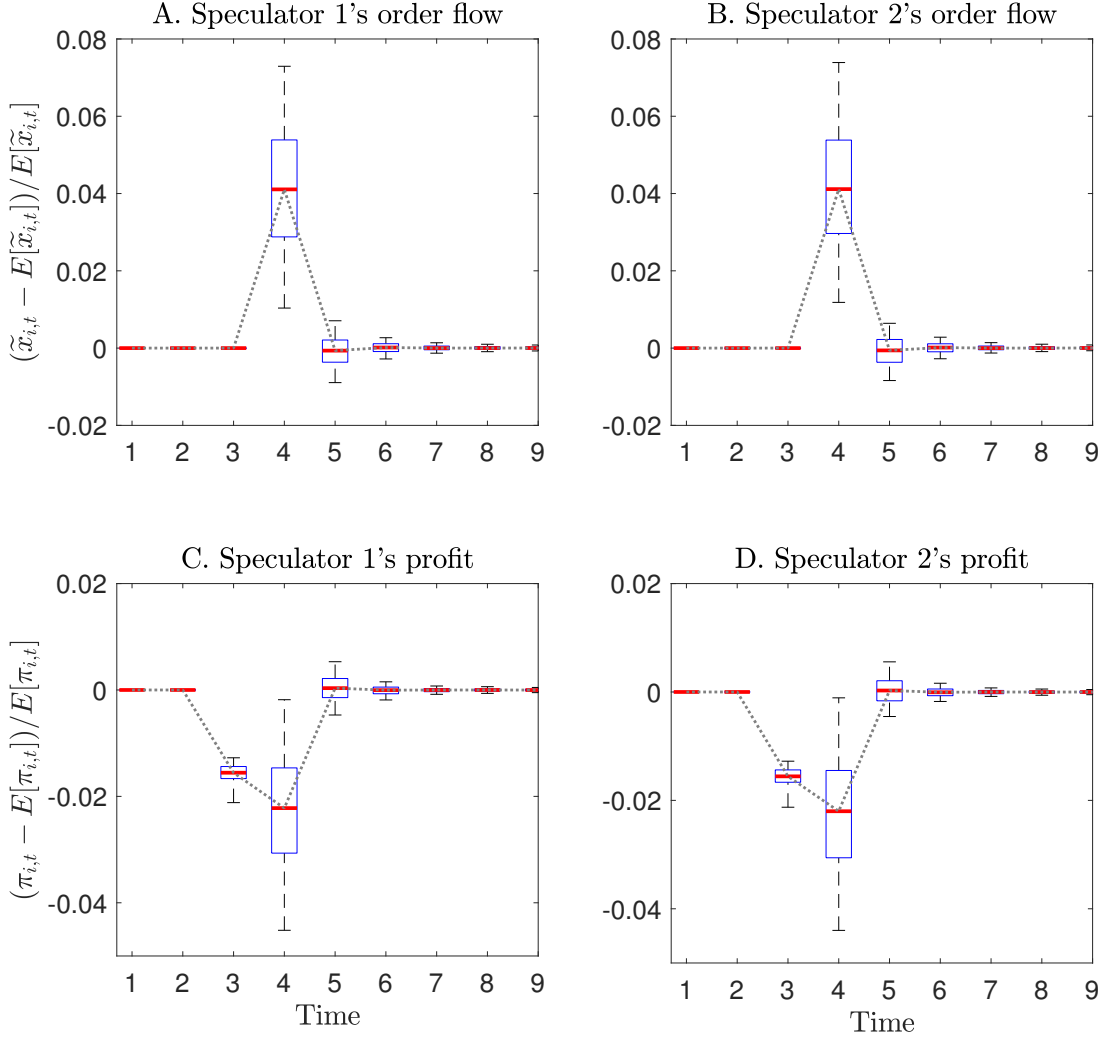 A. Speculator 1's order flow
0.08
0.06
0.04
0.02
0
-0.02
(x̃_{i,t} − E[x̃_{i,t}])/E[x̃_{i,t}]
1 2 3 4 5 6 7 8 9
B. Speculator 2's order flow
0.08
0.06
0.04
0.02
0
-0.02
1 2 3 4 5 6 7 8 9
C. Speculator 1's profit
0.02
0
-0.02
-0.04
(π_{i,t} − E[π_{i,t}])/E[π_{i,t}]
1 2 3 4 5 6 7 8 9
Time
D. Speculator 2's profit
0.02
0
-0.02
-0.04
1 2 3 4 5 6 7 8 9
Time